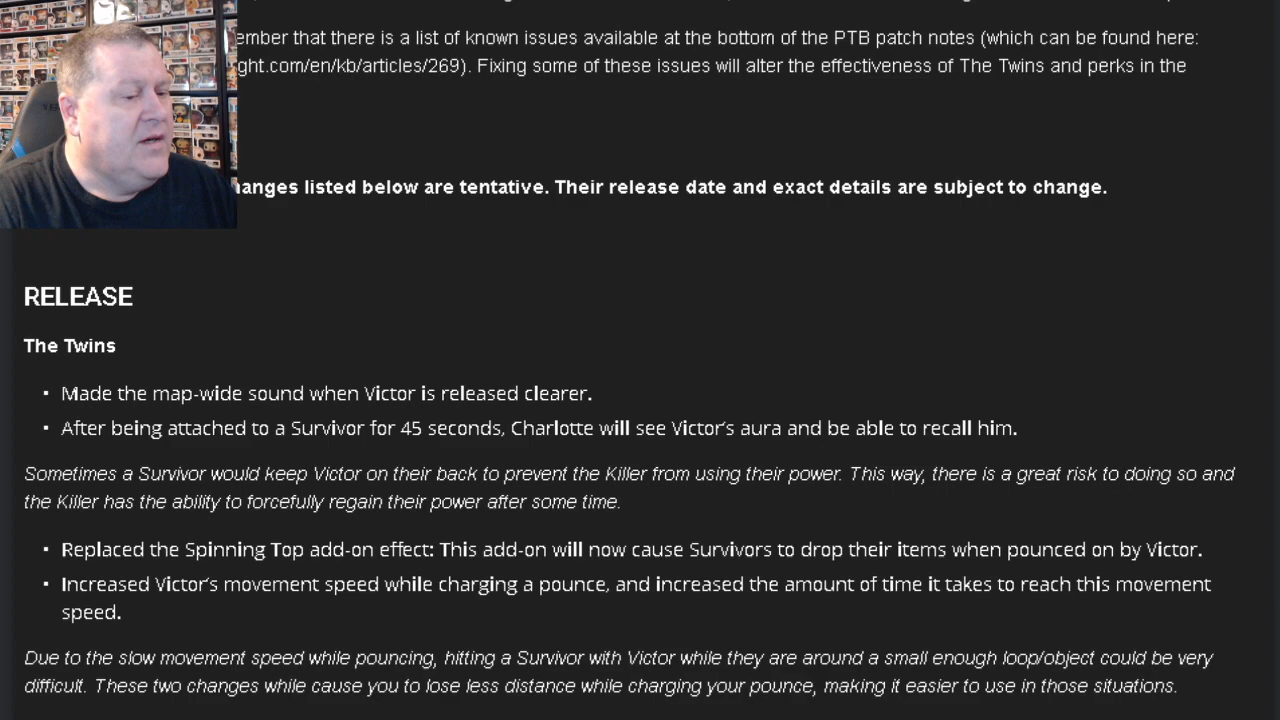 ember that there is a list of known issues available at the bottom of the PTB patch notes (which can be found here:
ght.com/en/kb/articles/269). Fixing some of these issues will alter the effectiveness of The Twins and perks in the
hanges listed below are tentative. Their release date and exact details are subject to change.
RELEASE
The Twins
• Made the map-wide sound when Victor is released clearer.
• After being attached to a Survivor for 45 seconds, Charlotte will see Victor's aura and be able to recall him.
Sometimes a Survivor would keep Victor on their back to prevent the Killer from using their power. This way, there is a great risk to doing so and
the Killer has the ability to forcefully regain their power after some time.
• Replaced the Spinning Top add-on effect: This add-on will now cause Survivors to drop their items when pounced on by Victor.
• Increased Victor's movement speed while charging a pounce, and increased the amount of time it takes to reach this movement
speed.
Due to the slow movement speed while pouncing, hitting a Survivor with Victor while they are around a small enough loop/object could be very
difficult. These two changes while cause you to lose less distance while charging your pounce, making it easier to use in those situations.